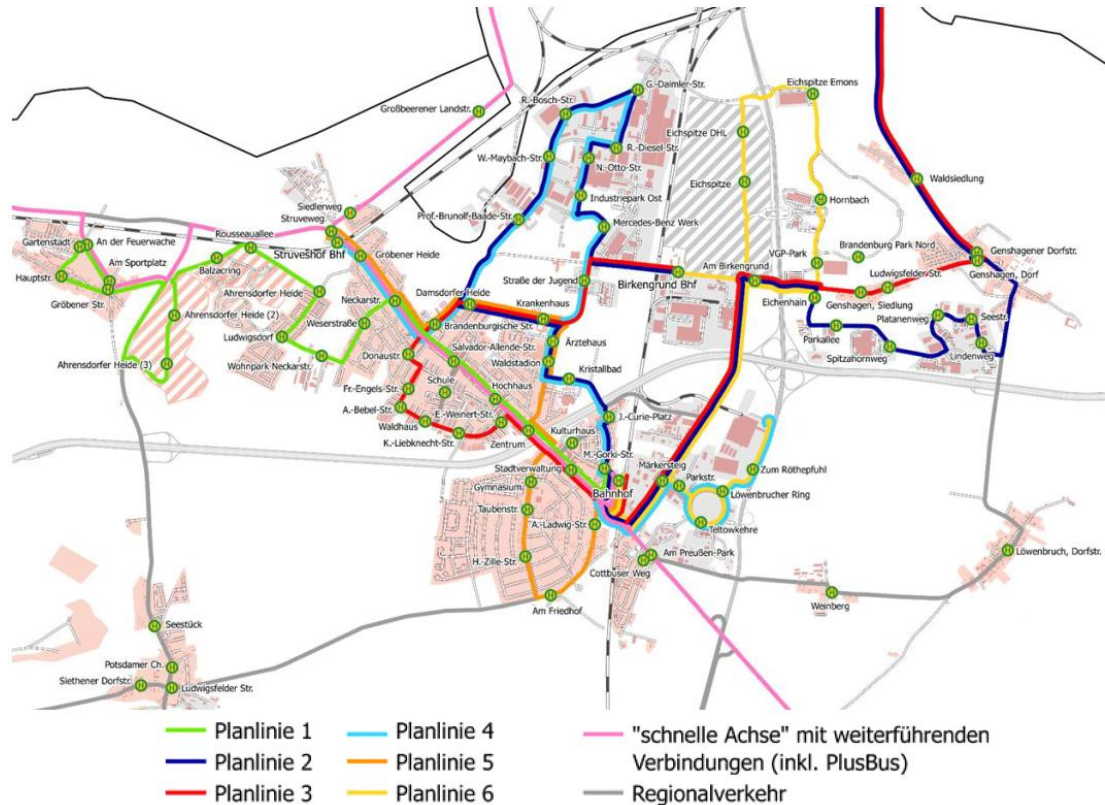 G.-Daimler-Str.
Eichspitze Emons
Großbeerener Landstr.
R.-Bosch-Str.
Eichspitze DHL
R.-Diesel-Str.
W.-Maybach-Str.
N.-Otto-Str.
Waldsiedlung
Eichspitze
Industriepark Ost
Hornbach
Siedlerweg
Struveweg
Prof.-Brunolf-Baade-Str.
Mercedes-Benz Werk
Rousseauallee
Gartenstadt
An der Feuerwache
Struveshof Bhf
Gröbener Heide
Brandenburg Park Nord
Genshagener Dorfstr.
VGP-Park
Genshagen, Dorf
Am Sportplatz
Hauptstr.
Balzacring
Am Birkengrund
Ludwigsfelder Str.
Straße der Jugend
Birkengrund Bhf
Gröbener Str.
Ahrensdorfer Heide
Neckarstr.
Damsdorfer Heide
Krankenhaus
Eichenhain
Genshagen, Siedlung
Ahrensdorfer Heide (2)
Weserstraße
Brandenburgische Str.
Platanenweg
Seestr.
Ludwigsdorf
Ärztehaus
Parkallee
Donaustr.
Salvador-Allende-Str.
Waldstadion
Spitzahornweg
Lindenweg
Ahrensdorfer Heide (3)
Wohnpark Neckarstr.
Schule
Kristallbad
Fr.-Engels-Str.
Hochhaus
A.-Bebel-Str.
E.-Weinert-Str.
J.-Curie-Platz
Waldhaus
Kulturhaus
K.-Liebknecht-Str.
Zentrum
M.-Gorki-Str.
Stadtverwaltung
Märkersteig
Zum Röthepfuhl
Gymnasium
Parkstr.
Bahnhof
Löwenbrucher Ring
Taubenstr.
A.-Ladwig-Str.
Teltowkehre
H.-Zille-Str.
Am Preußen-Park
Löwenbruch, Dorfstr.
Cottbuser Weg
Am Friedhof
Weinberg
Seestück
Potsdamer Ch.
Siethener Dorfstr.
Ludwigsfelder Str.
Planlinie 1
Planlinie 2
Planlinie 3
Planlinie 4
Planlinie 5
Planlinie 6
"schnelle Achse" mit weiterführenden
Verbindungen (inkl. PlusBus)
Regionalverkehr